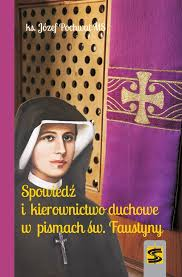 ks. Józef Pochwat MS
Spowiedź
i kierownictwo duchowe
w pismach św. Faustyny